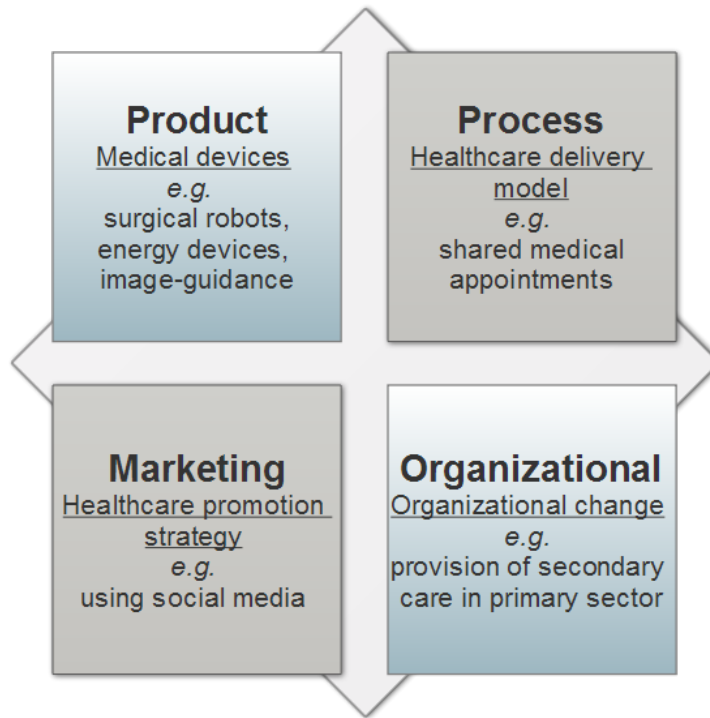 Product
Medical devices
e.g.
surgical robots,
energy devices,
image-guidance
Process
Healthcare delivery
model
e.g.
shared medical
appointments
Marketing
Healthcare promotion
strategy
e.g.
using social media
Organizational
Organizational change
e.g.
provision of secondary
care in primary sector